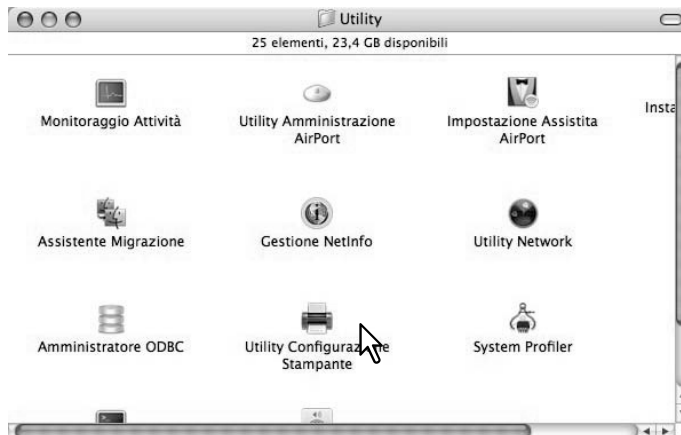 Utility
25 elementi, 23,4 GB disponibili
Monitoraggio Attività
Utility Amministrazione
AirPort
Impostazione Assistita
AirPort
Insta
Assistente Migrazione
Gestione NetInfo
Utility Network
Amministratore ODBC
Utility Configurazione
Stampante
System Profiler